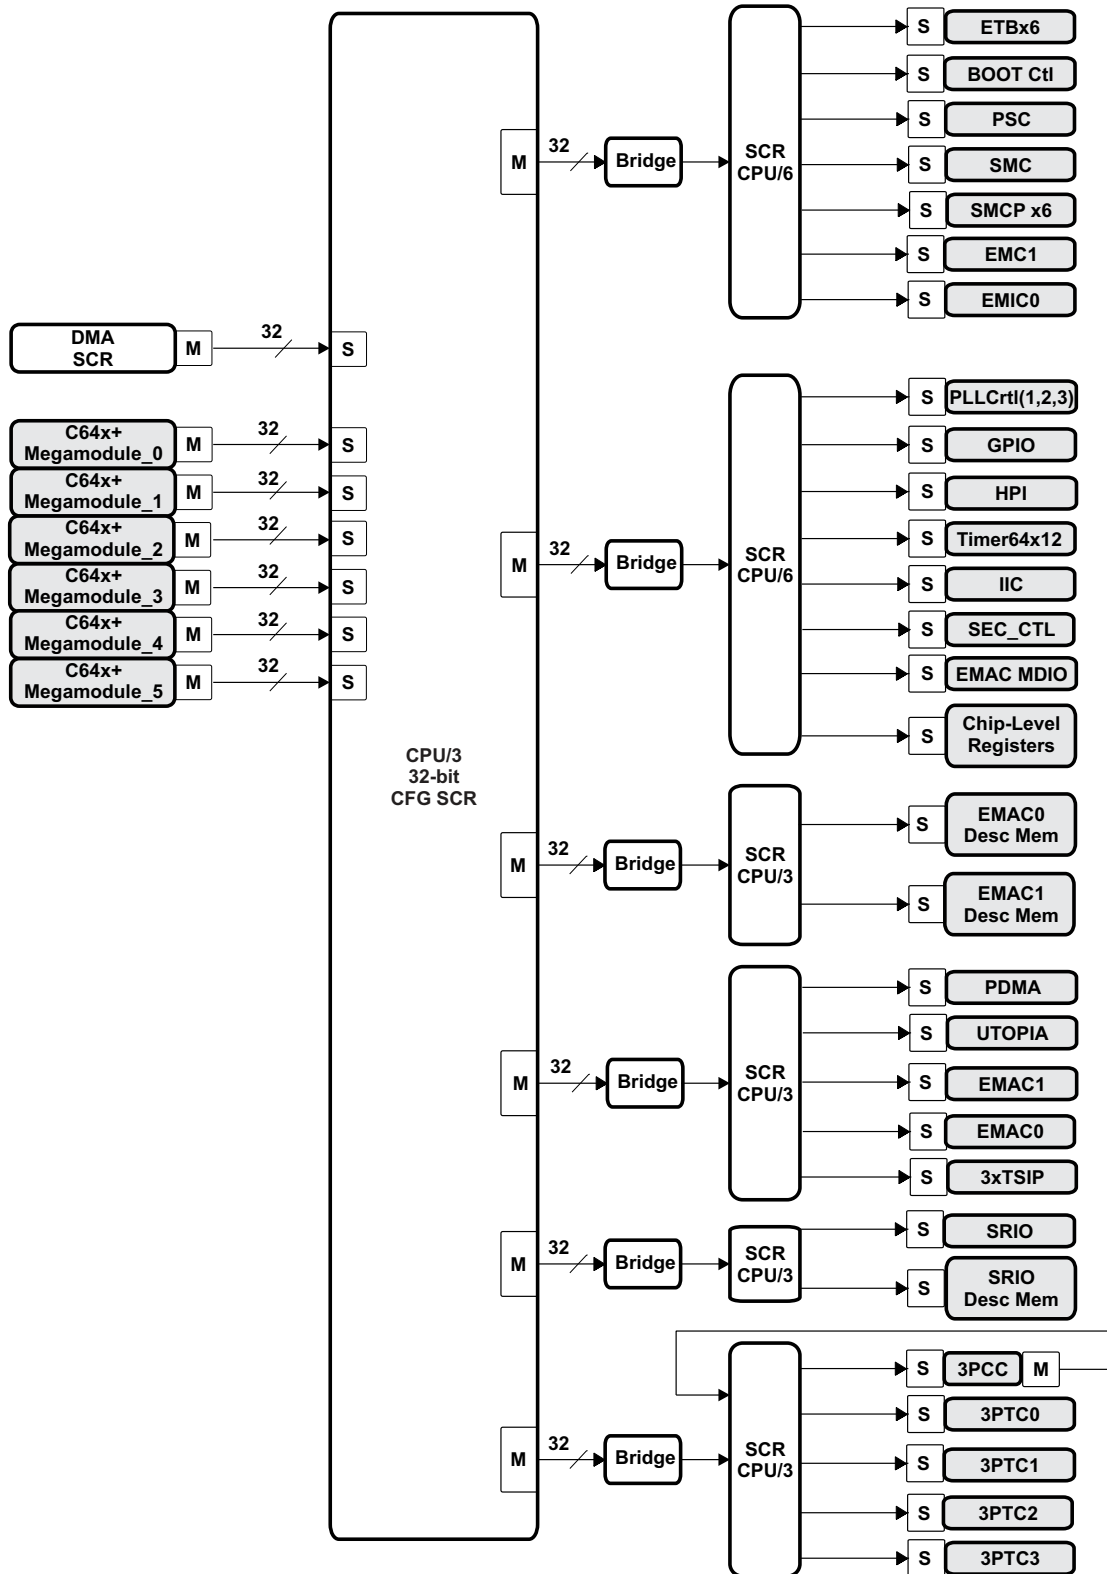 DMA
SCR
M
32
S
C64x+
Megamodule_0
M
32
S
C64x+
Megamodule_1
M
32
S
C64x+
Megamodule_2
M
32
S
C64x+
Megamodule_3
M
32
S
C64x+
Megamodule_4
M
32
S
C64x+
Megamodule_5
M
32
S
CPU/3
32-bit
CFG SCR
M
32
Bridge
SCR
CPU/6
S
ETBx6
S
BOOT Ctl
S
PSC
S
SMC
S
SMCP x6
S
EMC1
S
EMIC0
M
32
Bridge
SCR
CPU/6
S
PLLCrtl(1,2,3)
S
GPIO
S
HPI
S
Timer64x12
S
IIC
S
SEC_CTL
S
EMAC MDIO
S
Chip-Level
Registers
M
32
Bridge
SCR
CPU/3
S
EMAC0
Desc Mem
S
EMAC1
Desc Mem
M
32
Bridge
SCR
CPU/3
S
PDMA
S
UTOPIA
S
EMAC1
S
EMAC0
S
3xTSIP
M
32
Bridge
SCR
CPU/3
S
SRIO
S
SRIO
Desc Mem
M
32
Bridge
SCR
CPU/3
S
3PCC
M
S
3PTC0
S
3PTC1
S
3PTC2
S
3PTC3